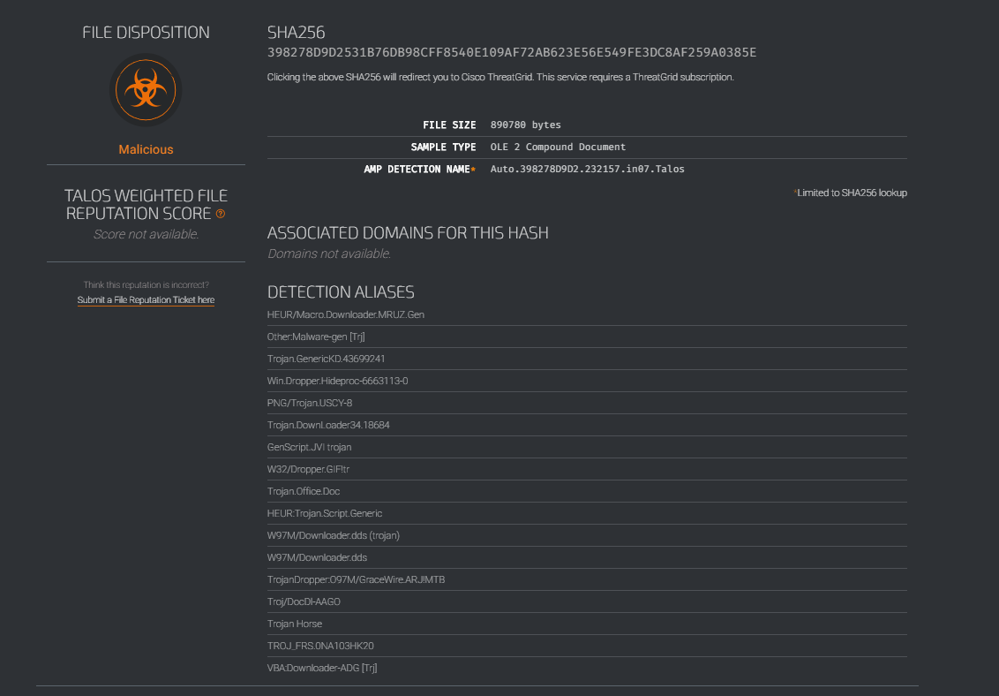 FILE DISPOSITION
Malicious
TALOS WEIGHTED FILE
REPUTATION SCORE ?
Score not available.
Think this reputation is incorrect?
Submit a File Reputation Ticket here
SHA256
398278D9D2531B76DB98CFF8540E109AF72AB623E56E549FE3DC8AF259A0385E
Clicking the above SHA256 will redirect you to Cisco ThreatGrid. This service requires a ThreatGrid subscription.
FILE SIZE 890780 bytes
SAMPLE TYPE OLE 2 Compound Document
AMP DETECTION NAME* Auto.398278D9D2.232157.in07.Talos
*Limited to SHA256 lookup
ASSOCIATED DOMAINS FOR THIS HASH
Domains not available.
DETECTION ALIASES
HEUR/Macro.Downloader.MRUZ.Gen
Other:Malware-gen [Trj]
Trojan.GenericKD.43699241
Win.Dropper.Hideproc-6663113-0
PNG/Trojan.USCY-8
Trojan.DownLoader34.18684
GenScript.JVI trojan
W32/Dropper.GIF!tr
Trojan.Office.Doc
HEUR:Trojan.Script.Generic
W97M/Downloader.dds (trojan)
W97M/Downloader.dds
TrojanDropper:O97M/GraceWire.ARJ!MTB
Troj/DocDl-AAGO
Trojan Horse
TROJ_FRS.0NA103HK20
VBA:Downloader-ADG [Trj]